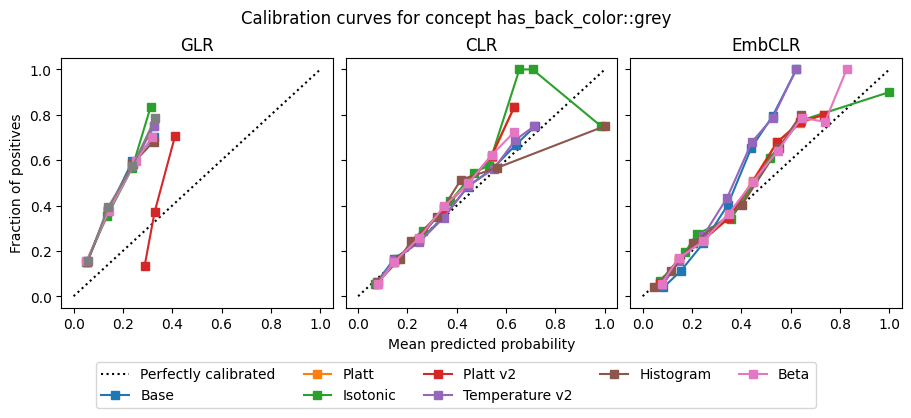 Calibration curves for concept has_back_color::grey
GLR
CLR
EmbCLR
Fraction of positives
1.0
0.8
0.6
0.4
0.2
0.0
0.0 0.2 0.4 0.6 0.8 1.0
0.0 0.2 0.4 0.6 0.8 1.0
0.0 0.2 0.4 0.6 0.8 1.0
Mean predicted probability
Perfectly calibrated
Base
Platt
Isotonic
Platt v2
Temperature v2
Histogram
Beta